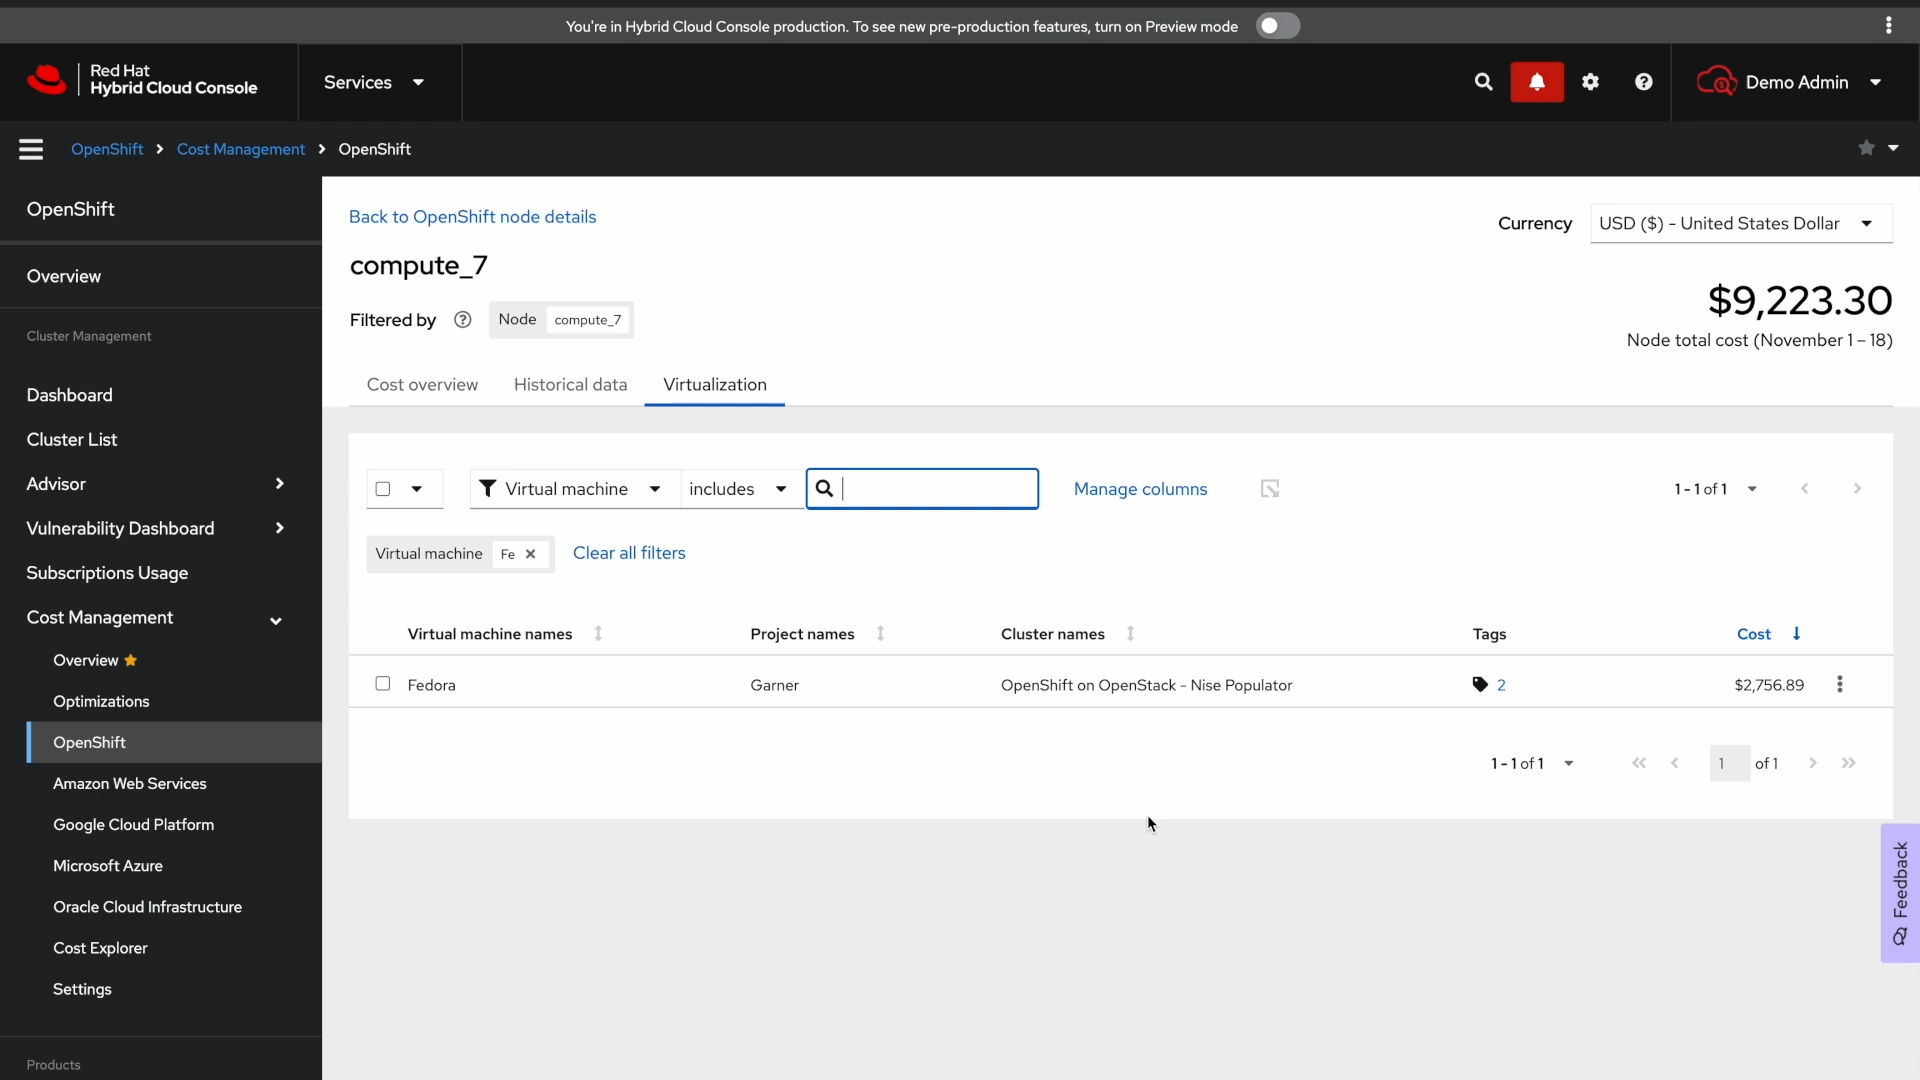 You're in Hybrid Cloud Console production. To see new pre-production features, turn on Preview mode
Red Hat
Hybrid Cloud Console
Services
Demo Admin
OpenShift
Cost Management
OpenShift
OpenShift
Overview
Cluster Management
Dashboard
Cluster List
Advisor
Vulnerability Dashboard
Subscriptions Usage
Cost Management
Overview
Optimizations
OpenShift
Amazon Web Services
Google Cloud Platform
Microsoft Azure
Oracle Cloud Infrastructure
Cost Explorer
Settings
Products
Back to OpenShift node details
Currency USD ($) - United States Dollar
compute_7
$9,223.30
Filtered by Node compute_7
Node total cost (November 1 – 18)
Cost overview Historical data Virtualization
Virtual machine includes Manage columns 1 - 1 of 1
Virtual machine Fe Clear all filters
Virtual machine names Project names Cluster names Tags Cost
Fedora Garner OpenShift on OpenStack - Nise Populator 2 $2,756.89
1 - 1 of 1 1 of 1
Feedback